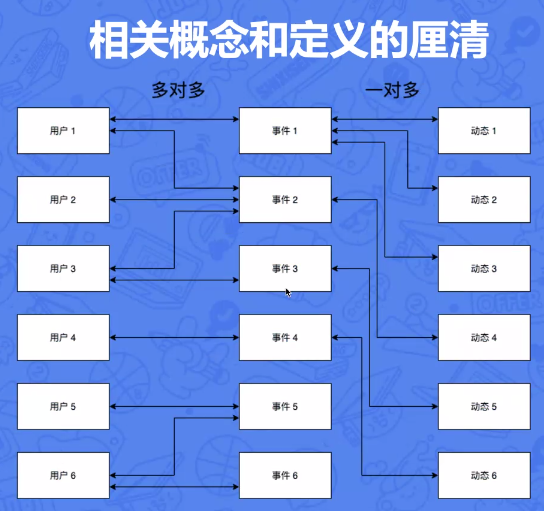 相关概念和定义的厘清
多对多 一对多
用户 1 事件 1 动态 1
用户 2 事件 2 动态 2
用户 3 事件 3 动态 3
用户 4 事件 4 动态 4
用户 5 事件 5 动态 5
用户 6 事件 6 动态 6
OFFER
OFFER